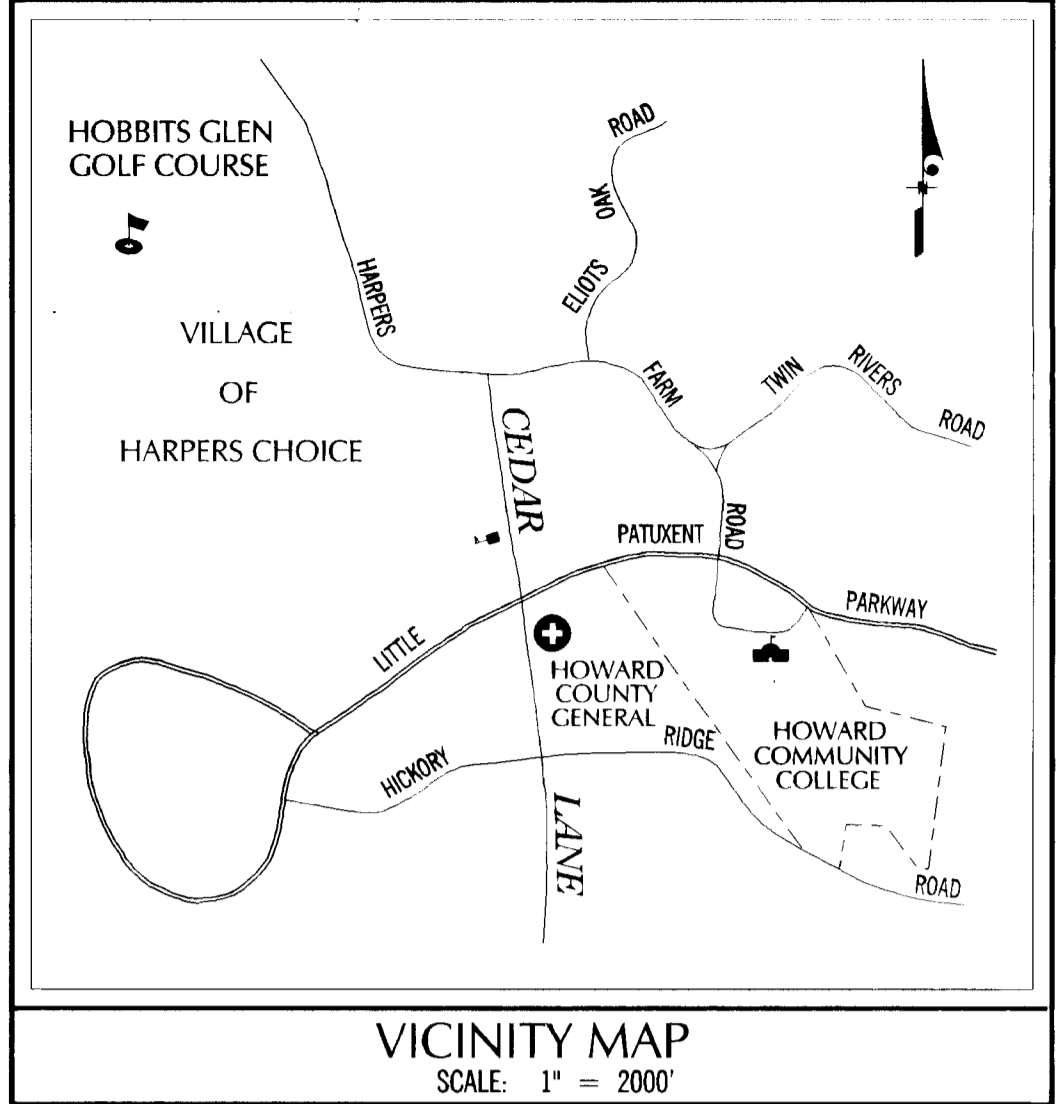 HOBBITS GLEN
GOLF COURSE
VILLAGE
OF
HARPERS CHOICE
HARPERS
FARM
ROAD
ELIOTS
OAK
ROAD
TWIN
RIVERS
ROAD
CEDAR
LANE
LITTLE
PATUXENT
PARKWAY
HOWARD
COUNTY
GENERAL
HICKORY
RIDGE
ROAD
HOWARD
COMMUNITY
COLLEGE
VICINITY MAP
SCALE: 1" = 2000'